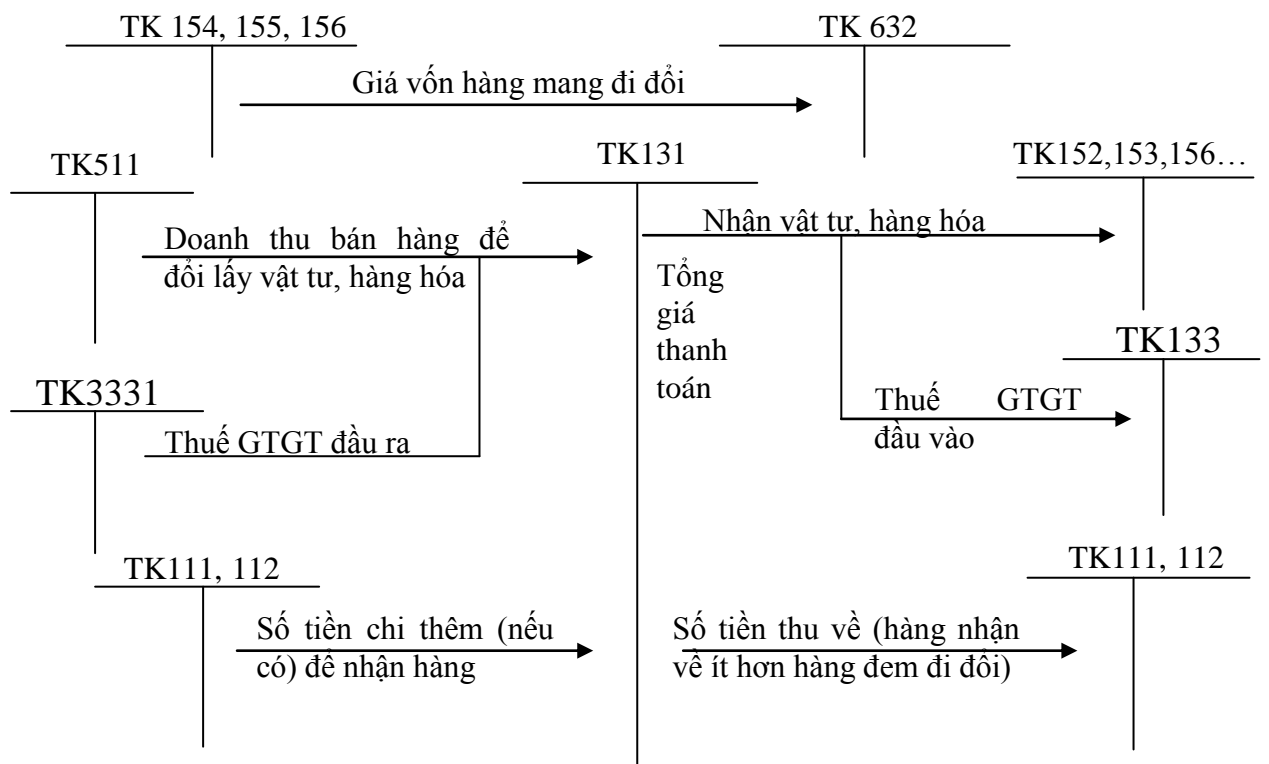 TK 154, 155, 156
TK 632
Giá vốn hàng mang đi đổi
TK511
TK131
TK152,153,156…
Doanh thu bán hàng để
đổi lấy vật tư, hàng hóa
Nhận vật tư, hàng hóa
Tổng
giá
thanh
toán
TK133
TK3331
Thuế GTGT
đầu vào
Thuế GTGT đầu ra
TK111, 112
TK111, 112
Số tiền chi thêm (nếu
có) để nhận hàng
Số tiền thu về (hàng nhận
về ít hơn hàng đem đi đổi)